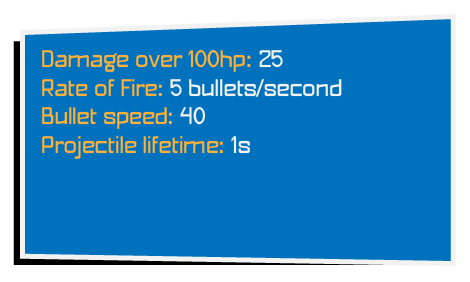 Damage over 100hp: 25
Rate of Fire: 5 bullets/second
Bullet speed: 40
Projectile lifetime: 1s